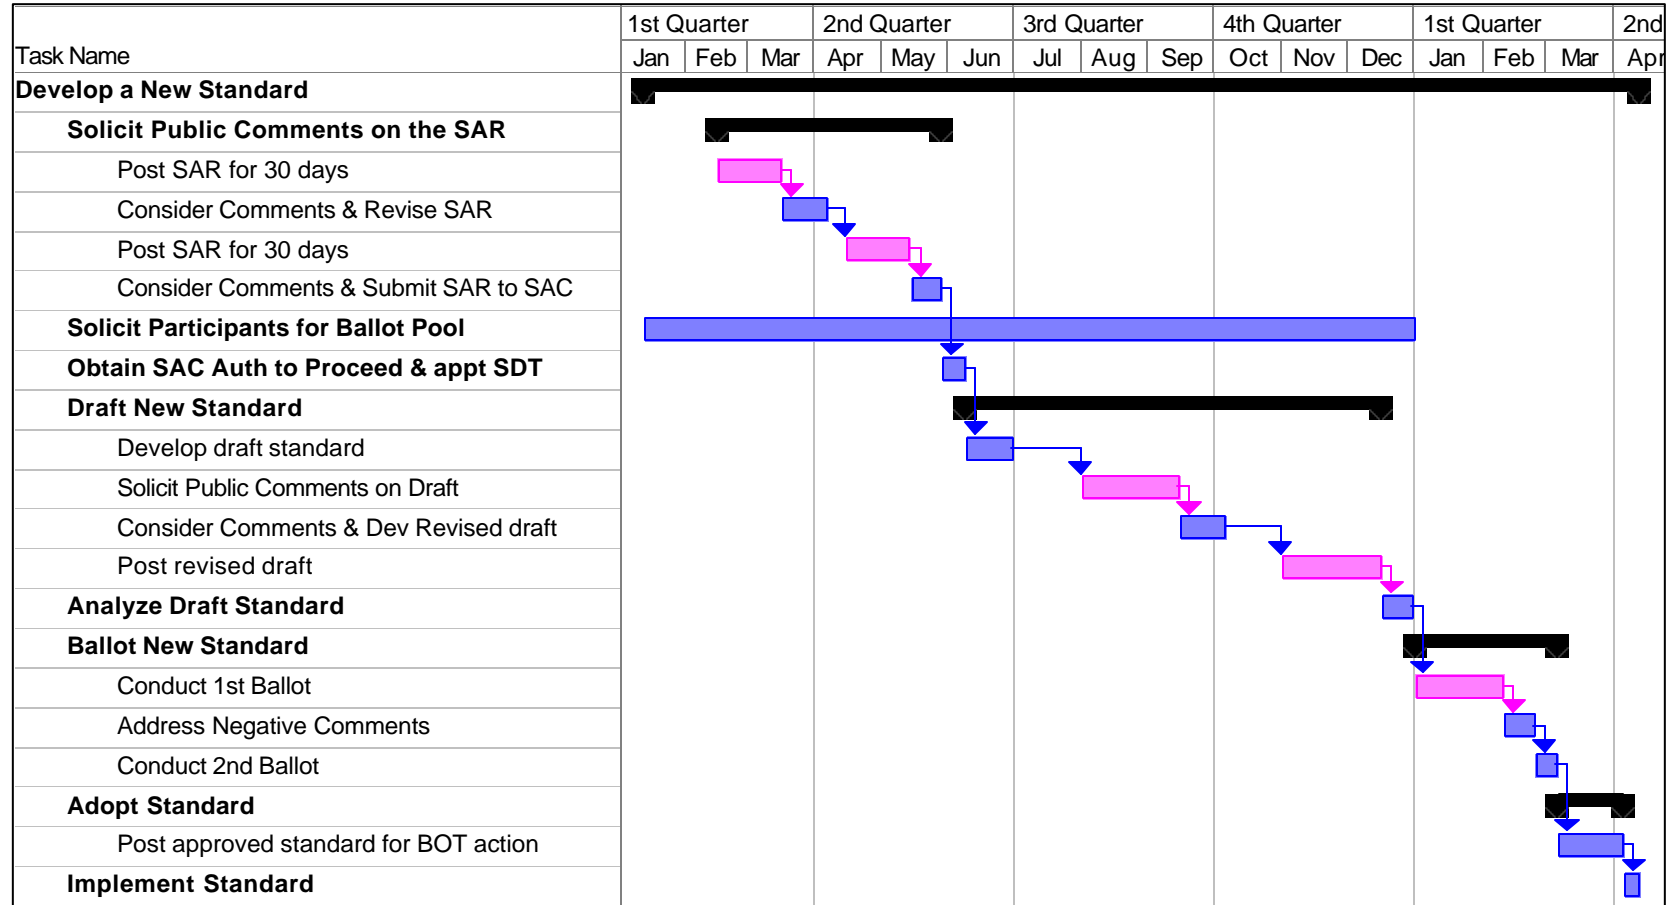 1st Quarter 2nd Quarter 3rd Quarter 4th Quarter 1st Quarter 2nd
Task Name Jan Feb Mar Apr May Jun Jul Aug Sep Oct Nov Dec Jan Feb Mar Apr
Develop a New Standard
Solicit Public Comments on the SAR
Post SAR for 30 days
Consider Comments & Revise SAR
Post SAR for 30 days
Consider Comments & Submit SAR to SAC
Solicit Participants for Ballot Pool
Obtain SAC Auth to Proceed & appt SDT
Draft New Standard
Develop draft standard
Solicit Public Comments on Draft
Consider Comments & Dev Revised draft
Post revised draft
Analyze Draft Standard
Ballot New Standard
Conduct 1st Ballot
Address Negative Comments
Conduct 2nd Ballot
Adopt Standard
Post approved standard for BOT action
Implement Standard